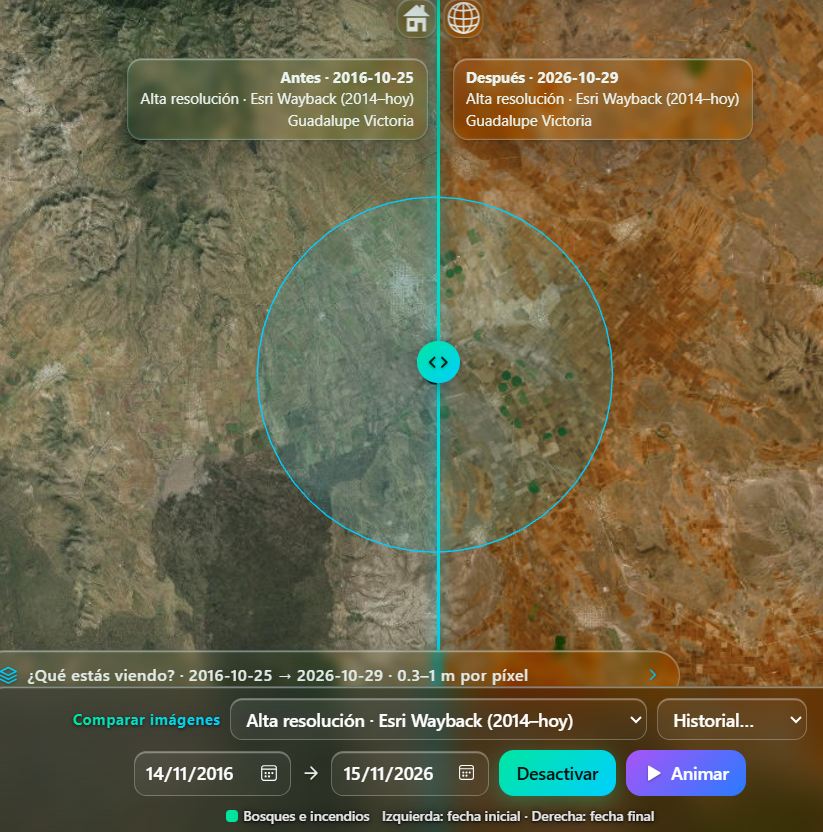 Antes · 2016-10-25
Alta resolución · Esri Wayback (2014–hoy)
Guadalupe Victoria
Después · 2026-10-29
Alta resolución · Esri Wayback (2014–hoy)
Guadalupe Victoria
¿Qué estás viendo? · 2016-10-25 → 2026-10-29 · 0.3–1 m por píxel
Comparar imágenes
Alta resolución · Esri Wayback (2014–hoy)
Historial...
14/11/2016 → 15/11/2026
Desactivar
Animar
Bosques e incendios Izquierda: fecha inicial · Derecha: fecha final